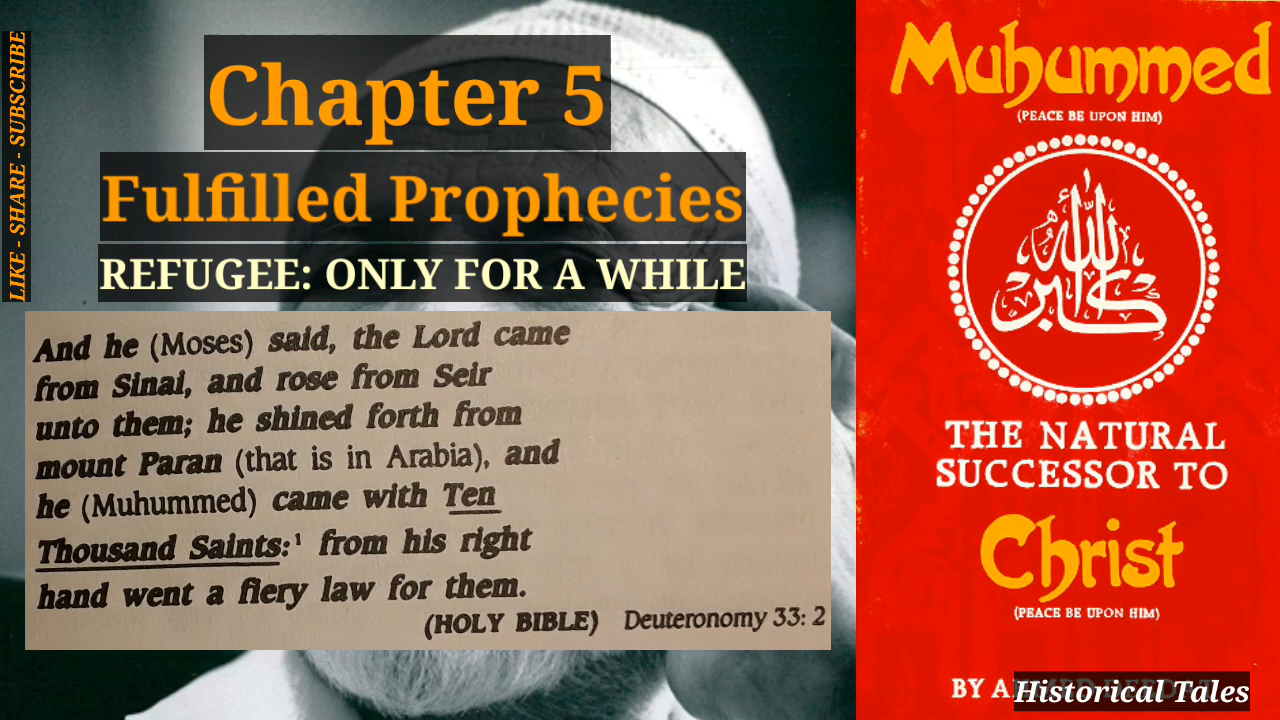 LIKE - SHARE - SUBSCRIBE
Chapter 5
Fulfilled Prophecies
REFUGEE: ONLY FOR A WHILE
And he (Moses) said, the Lord came
from Sinai, and rose from Seir
unto them; he shined forth from
mount Paran (that is in Arabia), and
he (Muhummed) came with Ten
Thousand Saints:¹ from his right
hand went a fiery law for them.
(HOLY BIBLE) Deuteronomy 33: 2
Muhummed
(PEACE BE UPON HIM)
الله أكبر
THE NATURAL
SUCCESSOR TO
Christ
(PEACE BE UPON HIM)
BY
Historical Tales